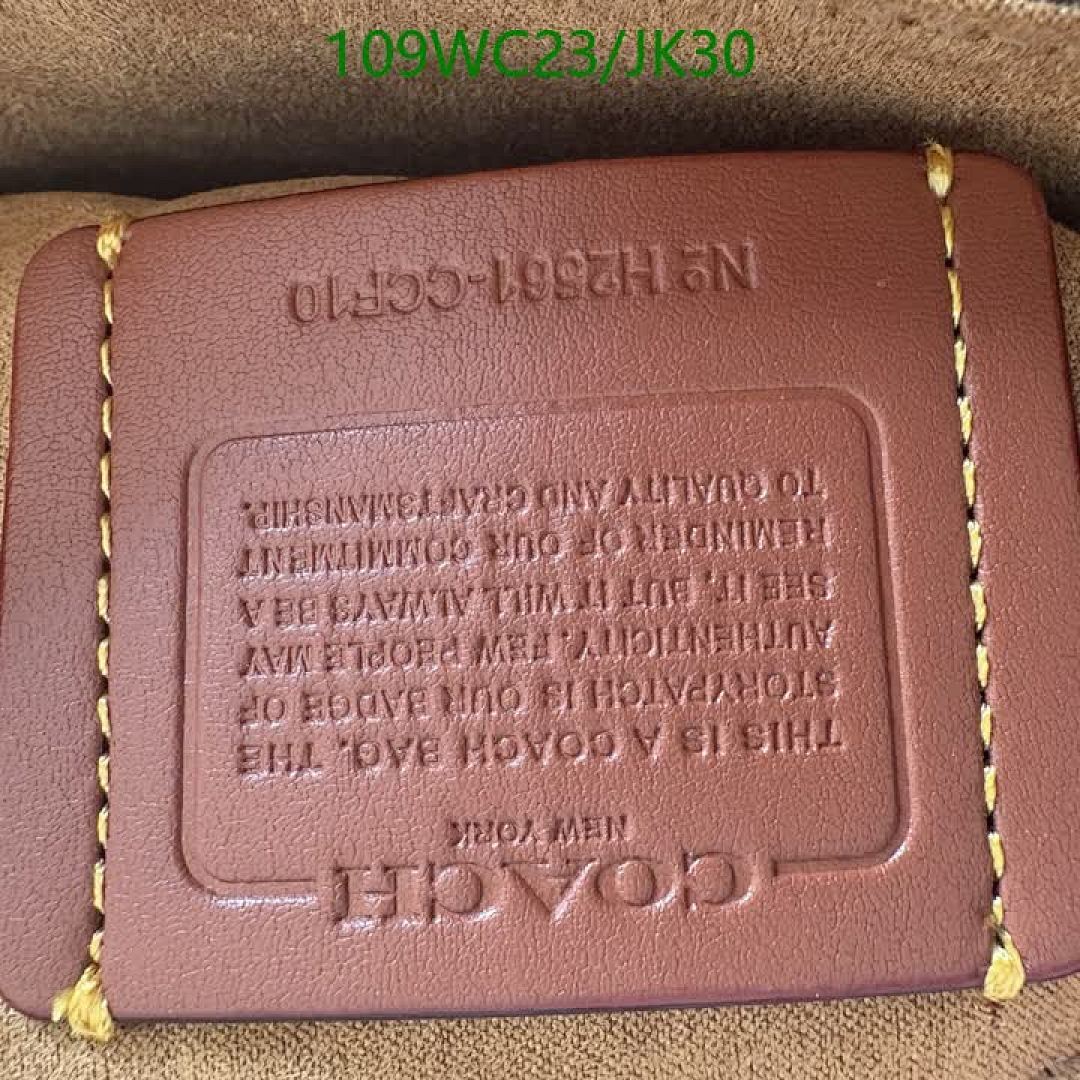 109WC23/JK30
COACH
NEW YORK
THIS IS A COACH BAG. THE
STORYPATCH IS OUR BADGE OF
AUTHENTICITY. FEW PEOPLE MAY
SEE IT, BUT IT WILL ALWAYS BE A
REMINDER OF OUR COMMITMENT
TO QUALITY AND CRAFTSMANSHIP.
Nº H2561-CCF10